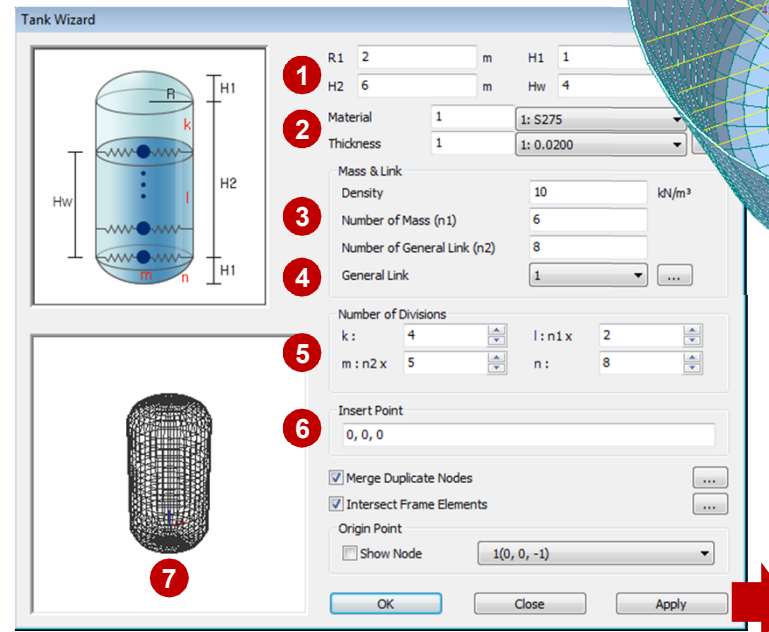 Tank Wizard
R
H1
k
Hw
l
H2
m
n
H1
1
R1 2 m H1 1
H2 6 m Hw 4
2
Material 1 1: S275
Thickness 1 1: 0.0200
Mass & Link
3
Density 10 kN/m³
Number of Mass (n1) 6
Number of General Link (n2) 8
4
General Link 1 ...
Number of Divisions
5
k : 4 l : n1 x 2
m : n2 x 5 n : 8
Insert Point
6
0, 0, 0
Merge Duplicate Nodes ...
Intersect Frame Elements ...
Origin Point
Show Node 1(0, 0, -1)
7
OK Close Apply